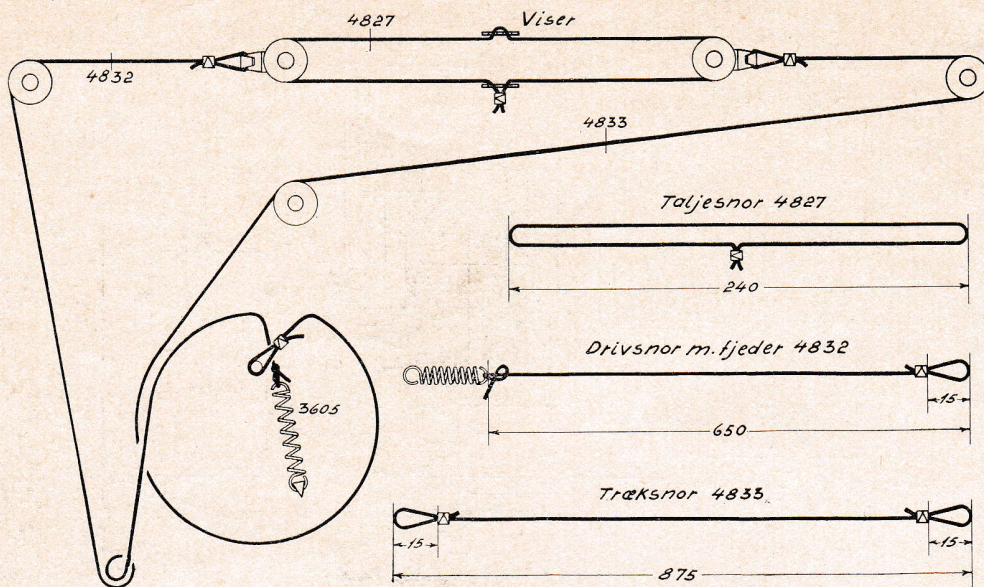 4827
Viser
4832
4833
Taljesnor 4827
240
Drivsnor m. fjeder 4832
3605
15
650
Træksnor 4833
15
15
875